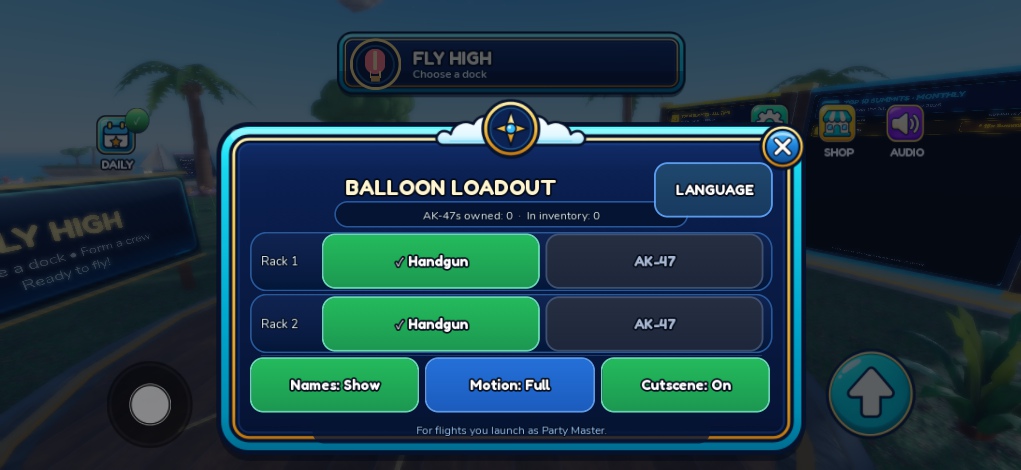 FLY HIGH
Choose a dock
DAILY
SHOP
AUDIO
BALLOON LOADOUT
LANGUAGE
AK-47s owned: 0 · In inventory: 0
Rack 1
✓ Handgun
AK-47
Rack 2
✓ Handgun
AK-47
Names: Show
Motion: Full
Cutscene: On
For flights you launch as Party Master.
LY HIGH
e a dock • Form a crew
Ready to fly!